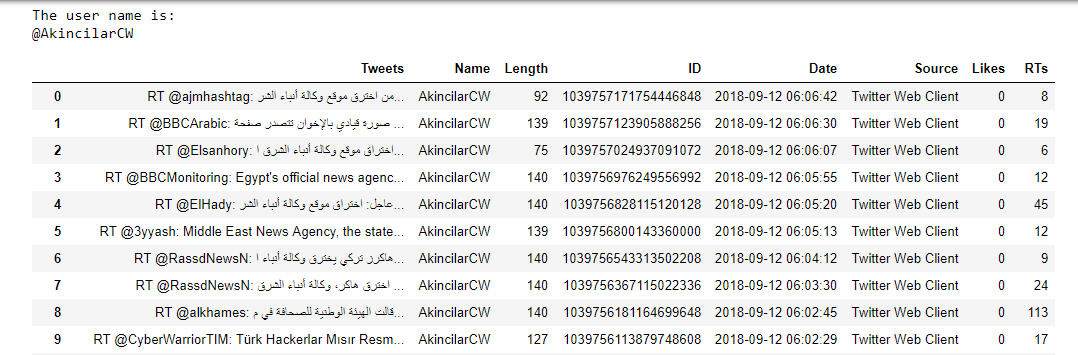 The user name is:
@AkincilarCW
Tweets Name Length ID Date Source Likes RTs
0 RT @ajmhashtag: من اخترق موقع وكالة أنباء الشر... AkincilarCW 92 1039757171754446848 2018-09-12 06:06:42 Twitter Web Client 0 8
1 RT @BBCArabic: صورة قيادي بالإخوان تتصدر صفحة ... AkincilarCW 139 1039757123905888256 2018-09-12 06:06:30 Twitter Web Client 0 19
2 RT @Elsanhory: اختراق موقع وكالة أنباء الشرق ا... AkincilarCW 75 1039757024937091072 2018-09-12 06:06:07 Twitter Web Client 0 6
3 RT @BBCMonitoring: Egypt's official news agenc... AkincilarCW 140 1039756976249556992 2018-09-12 06:05:55 Twitter Web Client 0 12
4 RT @ElHady: عاجل: اختراق موقع وكالة أنباء الشر... AkincilarCW 140 1039756828115120128 2018-09-12 06:05:20 Twitter Web Client 0 45
5 RT @3yyash: Middle East News Agency, the state... AkincilarCW 139 1039756800143360000 2018-09-12 06:05:13 Twitter Web Client 0 12
6 RT @RassdNewsN: هاكرز تركي يخترق وكالة أنباء ا... AkincilarCW 140 1039756543313502208 2018-09-12 06:04:12 Twitter Web Client 0 9
7 RT @RassdNewsN: اخترق هاكر، وكالة أنباء الشرق ... AkincilarCW 140 1039756367115022336 2018-09-12 06:03:30 Twitter Web Client 0 24
8 RT @alkhames: قالت الهيئة الوطنية للصحافة في م... AkincilarCW 140 1039756181164699648 2018-09-12 06:02:45 Twitter Web Client 0 113
9 RT @CyberWarriorTIM: Türk Hackerlar Mısır Resm... AkincilarCW 127 1039756113879748608 2018-09-12 06:02:29 Twitter Web Client 0 17